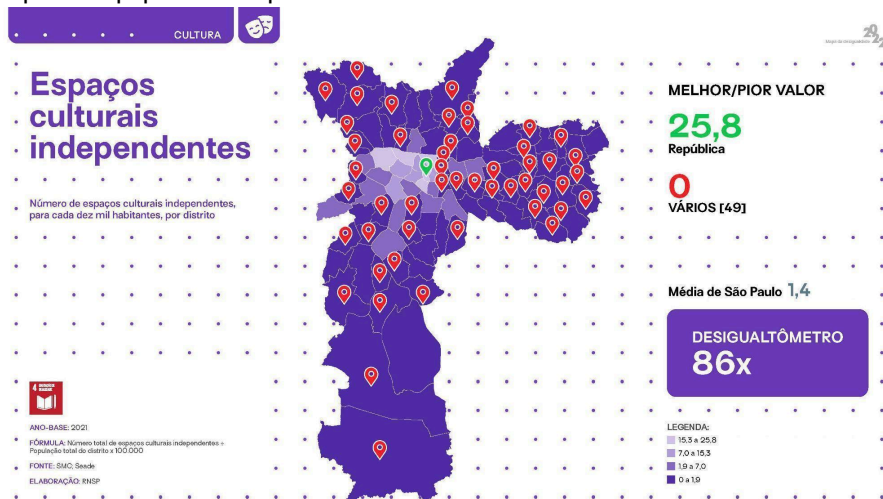 CULTURA
Espaços
culturais
independentes
Número de espaços culturais independentes,
para cada dez mil habitantes, por distrito
MELHOR/PIOR VALOR
25,8
República
0
VÁRIOS [49]
Média de São Paulo 1,4
DESIGUALTÔMETRO
86x
LEGENDA:
15,3 a 25,8
7,0 a 15,3
1,9 a 7,0
0 a 1,9
ANO-BASE: 2021
FÓRMULA: Número total de espaços culturais independentes ÷
População total do distrito x 100.000
FONTE: SMC; Seade
ELABORAÇÃO: RNSP